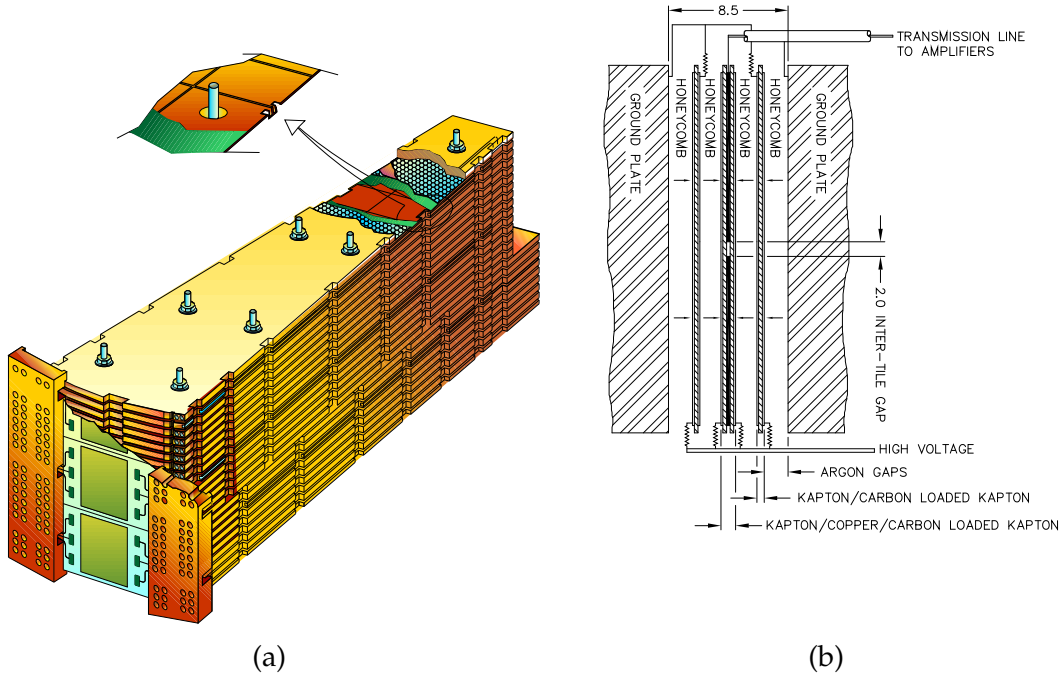 8.5
TRANSMISSION LINE
TO AMPLIFIERS
GROUND PLATE
HONEYCOMB
HONEYCOMB
HONEYCOMB
HONEYCOMB
GROUND PLATE
2.0 INTER-TILE GAP
HIGH VOLTAGE
ARGON GAPS
KAPTON/CARBON LOADED KAPTON
KAPTON/COPPER/CARBON LOADED KAPTON
(a)
(b)